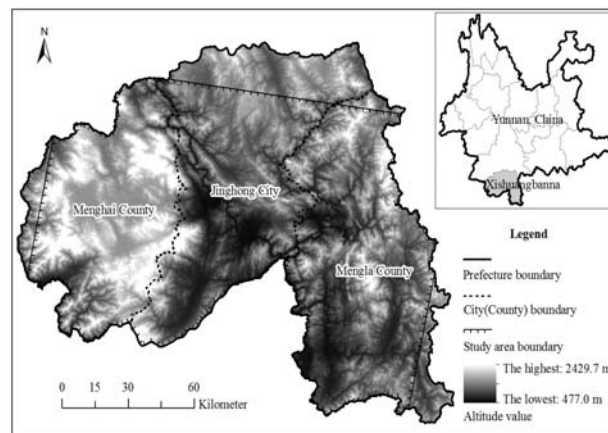 N
Yunnan, China
Xishuangbanna
Menghai County
Jinghong City
Mengla County
Legend
Prefecture boundary
City(County) boundary
Study area boundary
The highest: 2429.7 m
The lowest: 477.0 m
Altitude value
0 15 30 60
Kilometer